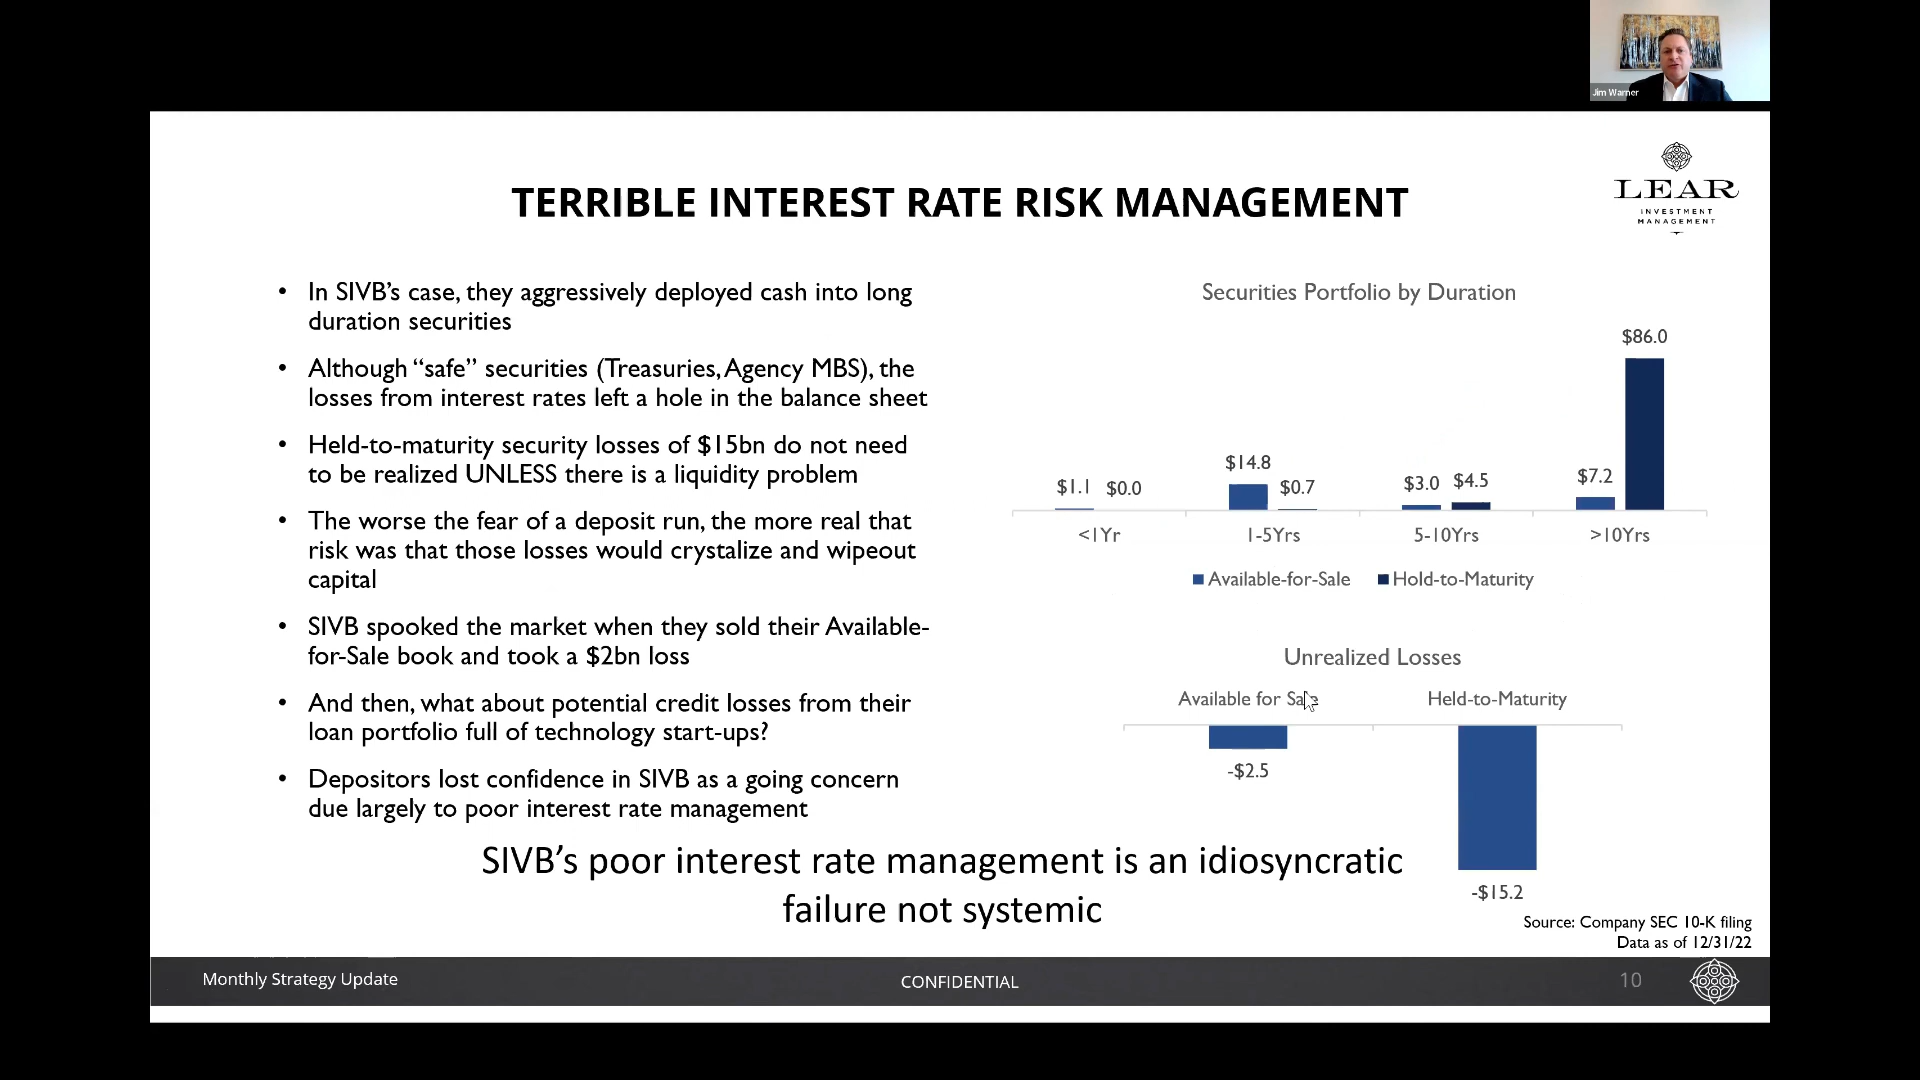 Jim Warner
LEAR
INVESTMENT
MANAGEMENT
TERRIBLE INTEREST RATE RISK MANAGEMENT
• In SIVB’s case, they aggressively deployed cash into long
duration securities
• Although “safe” securities (Treasuries, Agency MBS), the
losses from interest rates left a hole in the balance sheet
• Held-to-maturity security losses of $15bn do not need
to be realized UNLESS there is a liquidity problem
• The worse the fear of a deposit run, the more real that
risk was that those losses would crystalize and wipeout
capital
• SIVB spooked the market when they sold their Available-
for-Sale book and took a $2bn loss
• And then, what about potential credit losses from their
loan portfolio full of technology start-ups?
• Depositors lost confidence in SIVB as a going concern
due largely to poor interest rate management
Securities Portfolio by Duration
$86.0
$14.8
$7.2
$1.1 $0.0 $0.7 $3.0 $4.5
<1Yr 1-5Yrs 5-10Yrs >10Yrs
Available-for-Sale Hold-to-Maturity
Unrealized Losses
Available for Sale Held-to-Maturity
-$2.5
-$15.2
SIVB’s poor interest rate management is an idiosyncratic
failure not systemic
Source: Company SEC 10-K filing
Data as of 12/31/22
Monthly Strategy Update CONFIDENTIAL 10